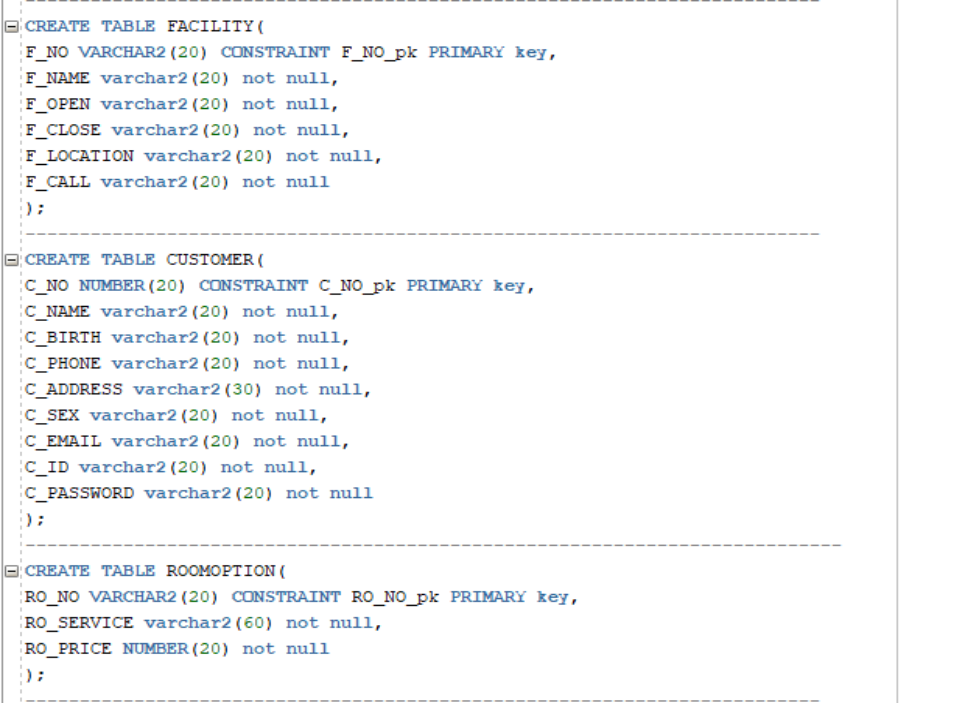 CREATE TABLE FACILITY(
F_NO VARCHAR2(20) CONSTRAINT F_NO_pk PRIMARY key,
F_NAME varchar2(20) not null,
F_OPEN varchar2(20) not null,
F_CLOSE varchar2(20) not null,
F_LOCATION varchar2(20) not null,
F_CALL varchar2(20) not null
);
CREATE TABLE CUSTOMER(
C_NO NUMBER(20) CONSTRAINT C_NO_pk PRIMARY key,
C_NAME varchar2(20) not null,
C_BIRTH varchar2(20) not null,
C_PHONE varchar2(20) not null,
C_ADDRESS varchar2(30) not null,
C_SEX varchar2(20) not null,
C_EMAIL varchar2(20) not null,
C_ID varchar2(20) not null,
C_PASSWORD varchar2(20) not null
);
CREATE TABLE ROOMOPTION(
RO_NO VARCHAR2(20) CONSTRAINT RO_NO_pk PRIMARY key,
RO_SERVICE varchar2(60) not null,
RO_PRICE NUMBER(20) not null
);